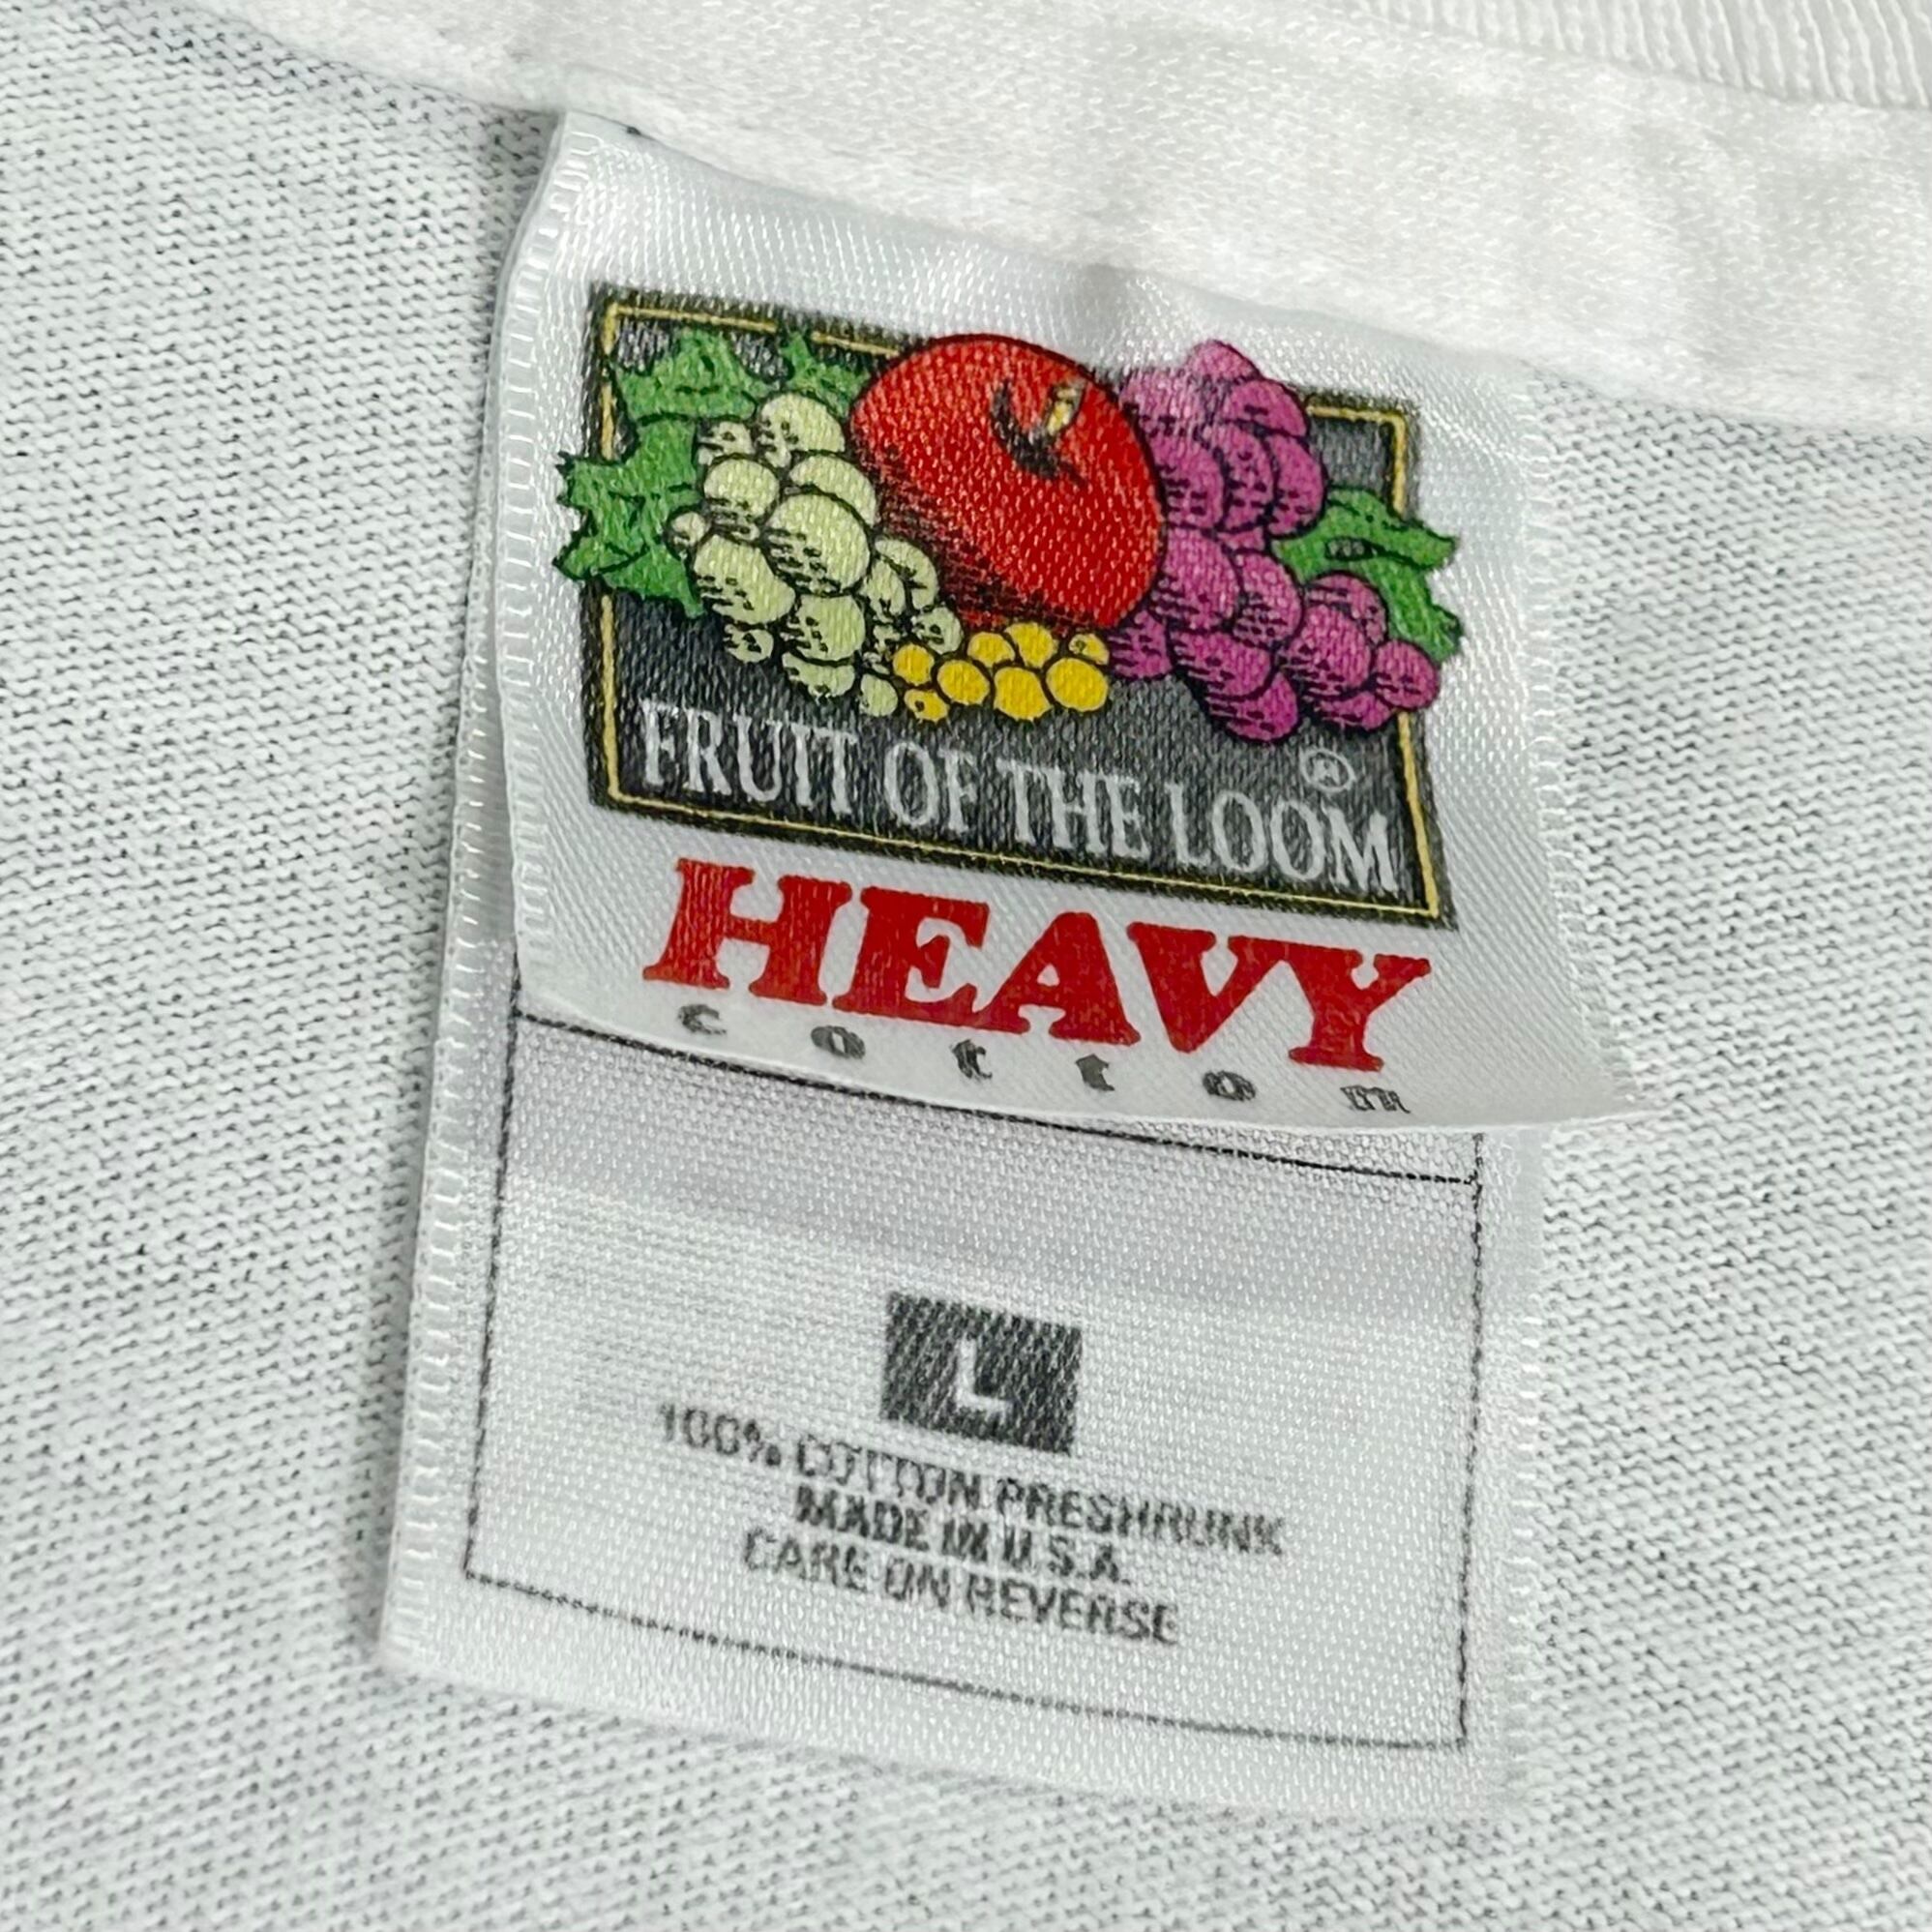 FRUIT OF THE LOOM®
HEAVY
cotton
L
100% COTTON PRESHRUNK
MADE IN U.S.A.
CARE ON REVERSE